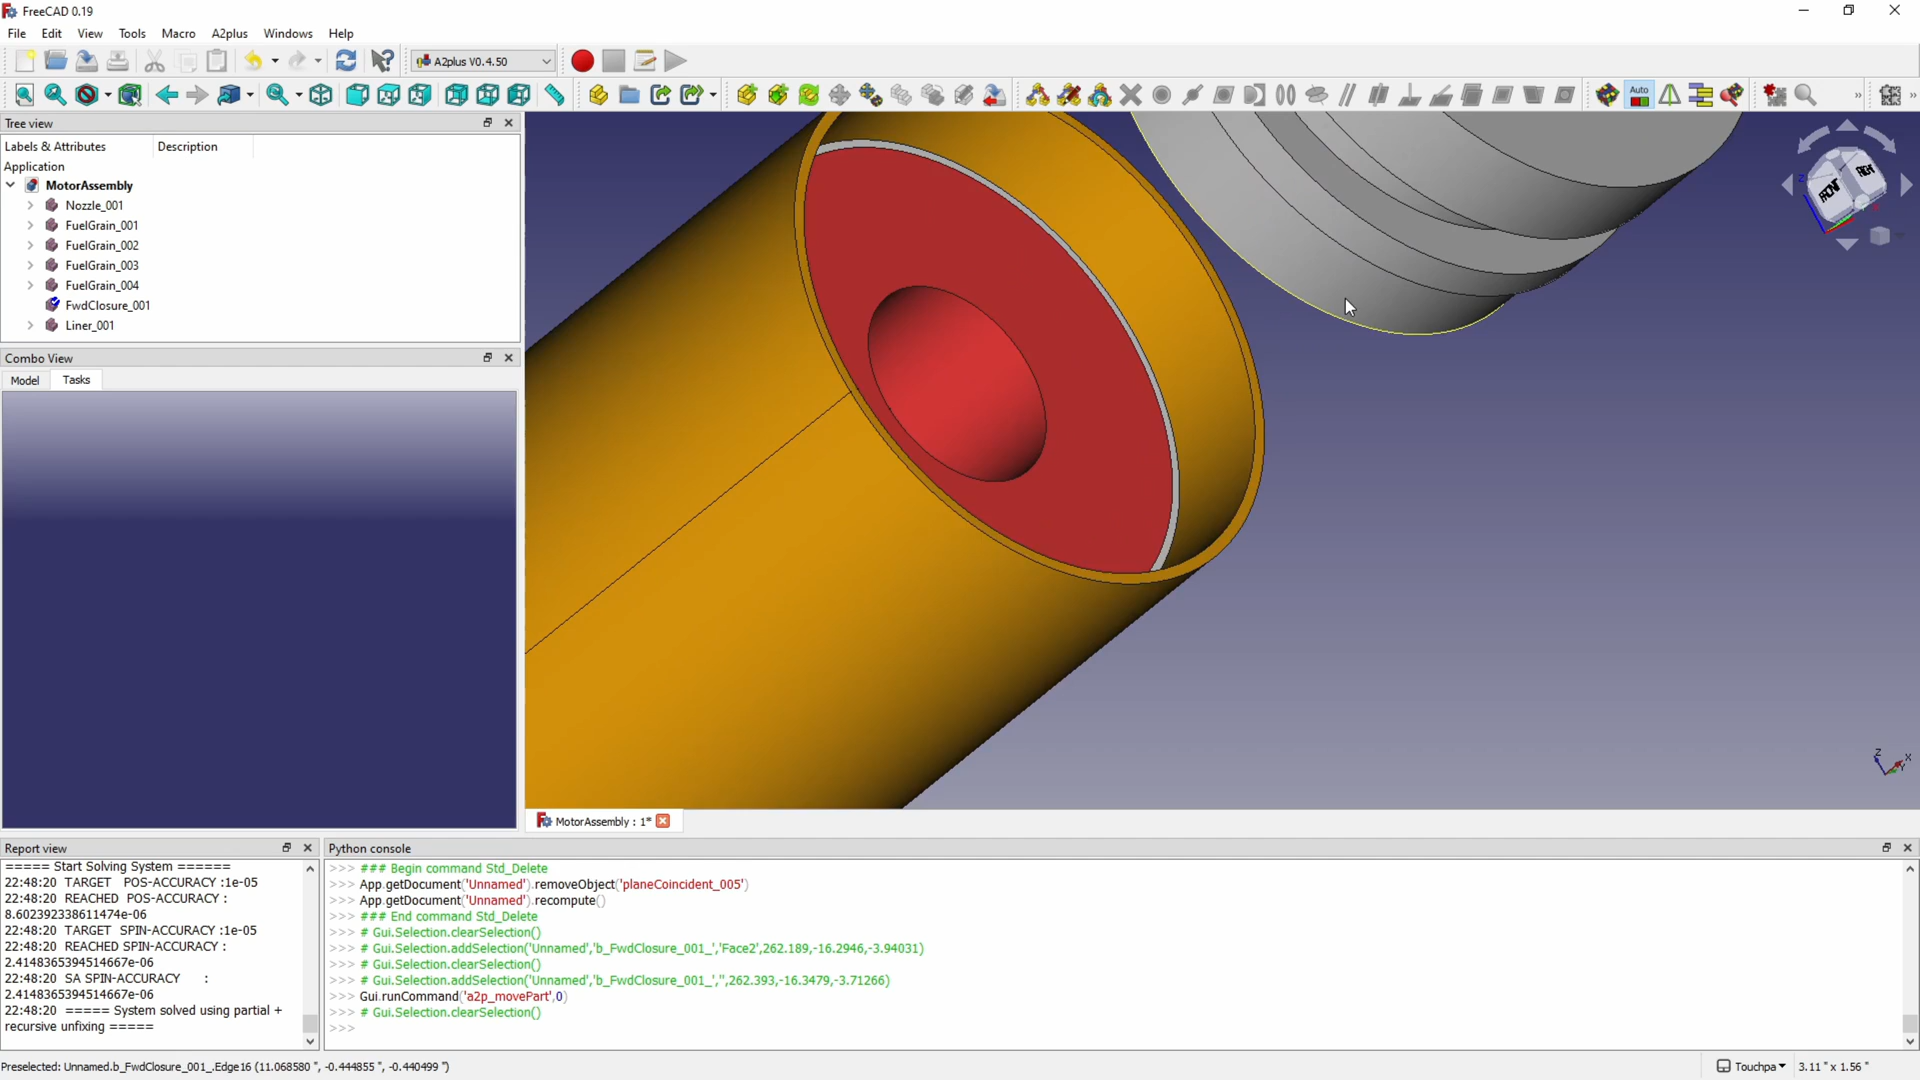 FreeCAD 0.19
File Edit View Tools Macro A2plus Windows Help
A2plus V0.4.50
Auto
Tree view
Labels & Attributes Description
Application
MotorAssembly
Nozzle_001
FuelGrain_001
FuelGrain_002
FuelGrain_003
FuelGrain_004
FwdClosure_001
Liner_001
Combo View
Model Tasks
FRONT RIGHT
Z
Z X
Y
MotorAssembly : 1*
Report view
===== Start Solving System ======
22:48:20 TARGET POS-ACCURACY :1e-05
22:48:20 REACHED POS-ACCURACY :
8.602392338611474e-06
22:48:20 TARGET SPIN-ACCURACY :1e-05
22:48:20 REACHED SPIN-ACCURACY :
2.4148365394514667e-06
22:48:20 SA SPIN-ACCURACY :
2.4148365394514667e-06
22:48:20 ===== System solved using partial +
recursive unfixing =====
Python console
>>> ### Begin command Std_Delete
>>> App.getDocument('Unnamed').removeObject('planeCoincident_005')
>>> App.getDocument('Unnamed').recompute()
>>> ### End command Std_Delete
>>> # Gui.Selection.clearSelection()
>>> # Gui.Selection.addSelection('Unnamed','b_FwdClosure_001_','Face2',262.189,-16.2946,-3.94031)
>>> # Gui.Selection.clearSelection()
>>> # Gui.Selection.addSelection('Unnamed','b_FwdClosure_001_','',262.393,-16.3479,-3.71266)
>>> Gui.runCommand('a2p_movePart',0)
>>> # Gui.Selection.clearSelection()
>>>
Preselected: Unnamed.b_FwdClosure_001_.Edge16 (11.068580 ", -0.444855 ", -0.440499 ")
Touchpa
3.11 " x 1.56 "